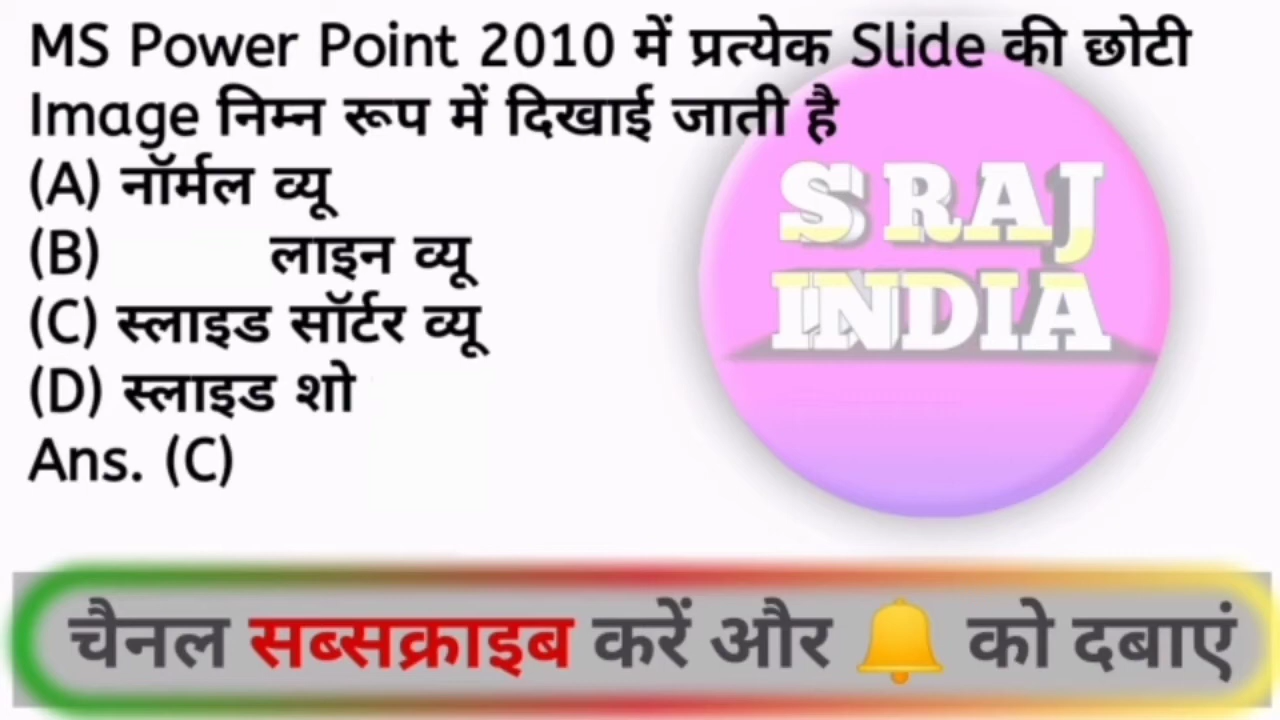 MS Power Point 2010 में प्रत्येक Slide की छोटी
Image निम्न रूप में दिखाई जाती है
(A) नॉर्मल व्यू
(B) लाइन व्यू
(C) स्लाइड सॉर्टर व्यू
(D) स्लाइड शो
Ans. (C)
S RAJ
INDIA
चैनल सब्सक्राइब करें और 🔔 को दबाएं